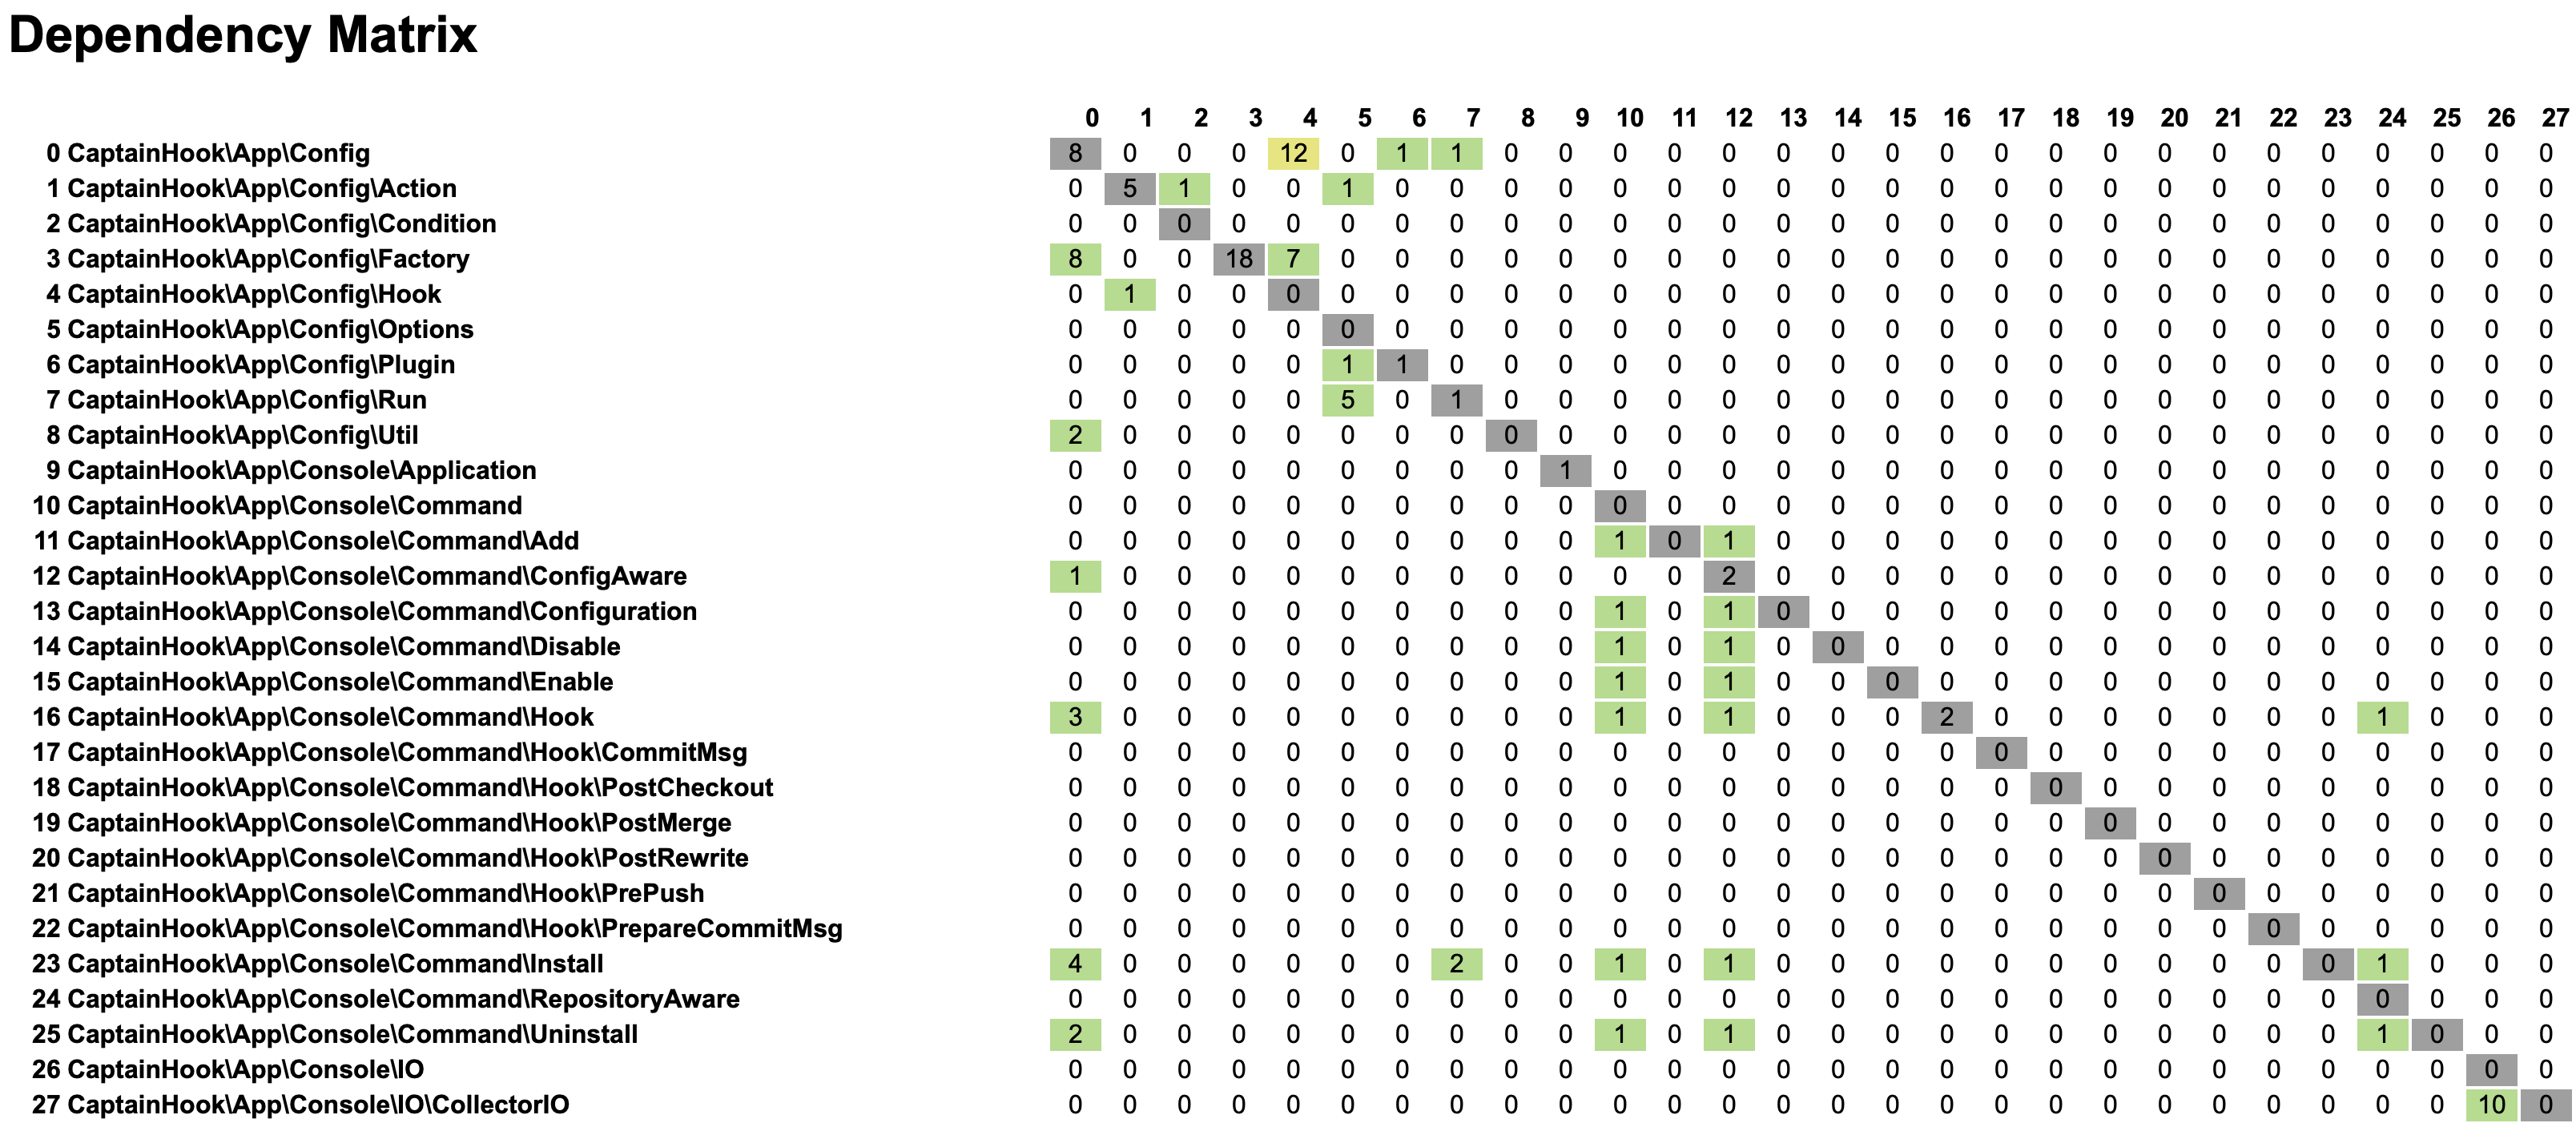 Dependency Matrix
0 1 2 3 4 5 6 7 8 9 10 11 12 13 14 15 16 17 18 19 20 21 22 23 24 25 26 27
0 CaptainHook\App\Config 8 0 0 0 12 0 1 1 0 0 0 0 0 0 0 0 0 0 0 0 0 0 0 0 0 0 0 0
1 CaptainHook\App\Config\Action 0 5 1 0 0 1 0 0 0 0 0 0 0 0 0 0 0 0 0 0 0 0 0 0 0 0 0 0
2 CaptainHook\App\Config\Condition 0 0 0 0 0 0 0 0 0 0 0 0 0 0 0 0 0 0 0 0 0 0 0 0 0 0 0 0
3 CaptainHook\App\Config\Factory 8 0 0 18 7 0 0 0 0 0 0 0 0 0 0 0 0 0 0 0 0 0 0 0 0 0 0 0
4 CaptainHook\App\Config\Hook 0 1 0 0 0 0 0 0 0 0 0 0 0 0 0 0 0 0 0 0 0 0 0 0 0 0 0 0
5 CaptainHook\App\Config\Options 0 0 0 0 0 0 0 0 0 0 0 0 0 0 0 0 0 0 0 0 0 0 0 0 0 0 0 0
6 CaptainHook\App\Config\Plugin 0 0 0 0 0 1 1 0 0 0 0 0 0 0 0 0 0 0 0 0 0 0 0 0 0 0 0 0
7 CaptainHook\App\Config\Run 0 0 0 0 0 5 0 1 0 0 0 0 0 0 0 0 0 0 0 0 0 0 0 0 0 0 0 0
8 CaptainHook\App\Config\Util 2 0 0 0 0 0 0 0 0 0 0 0 0 0 0 0 0 0 0 0 0 0 0 0 0 0 0 0
9 CaptainHook\App\Console\Application 0 0 0 0 0 0 0 0 0 1 0 0 0 0 0 0 0 0 0 0 0 0 0 0 0 0 0 0
10 CaptainHook\App\Console\Command 0 0 0 0 0 0 0 0 0 0 0 0 0 0 0 0 0 0 0 0 0 0 0 0 0 0 0 0
11 CaptainHook\App\Console\Command\Add 0 0 0 0 0 0 0 0 0 0 1 0 1 0 0 0 0 0 0 0 0 0 0 0 0 0 0 0
12 CaptainHook\App\Console\Command\ConfigAware 1 0 0 0 0 0 0 0 0 0 0 0 2 0 0 0 0 0 0 0 0 0 0 0 0 0 0 0
13 CaptainHook\App\Console\Command\Configuration 0 0 0 0 0 0 0 0 0 0 1 0 1 0 0 0 0 0 0 0 0 0 0 0 0 0 0 0
14 CaptainHook\App\Console\Command\Disable 0 0 0 0 0 0 0 0 0 0 1 0 1 0 0 0 0 0 0 0 0 0 0 0 0 0 0 0
15 CaptainHook\App\Console\Command\Enable 0 0 0 0 0 0 0 0 0 0 1 0 1 0 0 0 0 0 0 0 0 0 0 0 0 0 0 0
16 CaptainHook\App\Console\Command\Hook 3 0 0 0 0 0 0 0 0 0 1 0 1 0 0 0 2 0 0 0 0 0 0 0 1 0 0 0
17 CaptainHook\App\Console\Command\Hook\CommitMsg 0 0 0 0 0 0 0 0 0 0 0 0 0 0 0 0 0 0 0 0 0 0 0 0 0 0 0 0
18 CaptainHook\App\Console\Command\Hook\PostCheckout 0 0 0 0 0 0 0 0 0 0 0 0 0 0 0 0 0 0 0 0 0 0 0 0 0 0 0 0
19 CaptainHook\App\Console\Command\Hook\PostMerge 0 0 0 0 0 0 0 0 0 0 0 0 0 0 0 0 0 0 0 0 0 0 0 0 0 0 0 0
20 CaptainHook\App\Console\Command\Hook\PostRewrite 0 0 0 0 0 0 0 0 0 0 0 0 0 0 0 0 0 0 0 0 0 0 0 0 0 0 0 0
21 CaptainHook\App\Console\Command\Hook\PrePush 0 0 0 0 0 0 0 0 0 0 0 0 0 0 0 0 0 0 0 0 0 0 0 0 0 0 0 0
22 CaptainHook\App\Console\Command\Hook\PrepareCommitMsg 0 0 0 0 0 0 0 0 0 0 0 0 0 0 0 0 0 0 0 0 0 0 0 0 0 0 0 0
23 CaptainHook\App\Console\Command\Install 4 0 0 0 0 0 0 2 0 0 1 0 1 0 0 0 0 0 0 0 0 0 0 0 1 0 0 0
24 CaptainHook\App\Console\Command\RepositoryAware 0 0 0 0 0 0 0 0 0 0 0 0 0 0 0 0 0 0 0 0 0 0 0 0 0 0 0 0
25 CaptainHook\App\Console\Command\Uninstall 2 0 0 0 0 0 0 0 0 0 1 0 1 0 0 0 0 0 0 0 0 0 0 0 1 0 0 0
26 CaptainHook\App\Console\IO 0 0 0 0 0 0 0 0 0 0 0 0 0 0 0 0 0 0 0 0 0 0 0 0 0 0 0 0
27 CaptainHook\App\Console\IO\CollectorIO 0 0 0 0 0 0 0 0 0 0 0 0 0 0 0 0 0 0 0 0 0 0 0 0 0 0 10 0